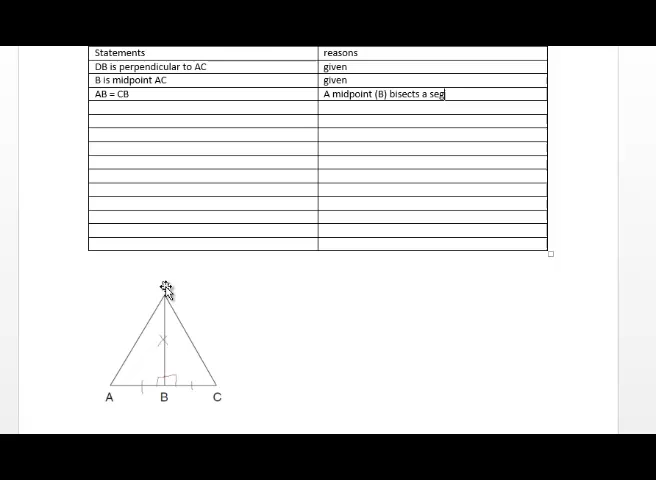 Statements reasons
DB is perpendicular to AC given
B is midpoint AC given
AB = CB A midpoint (B) bisects a seg
A B C